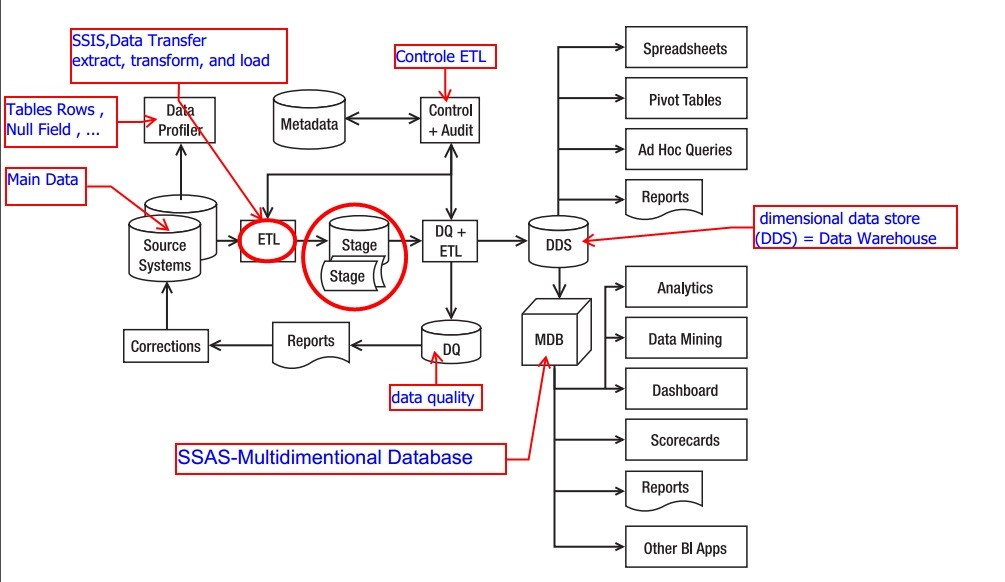 SSIS,Data Transfer
extract, transform, and load
Controle ETL
Spreadsheets
Pivot Tables
Ad Hoc Queries
Reports
Tables Rows ,
Null Field , ...
Data
Profiler
Metadata
Control
+ Audit
Main Data
Source
Systems
ETL
Stage
Stage
DQ +
ETL
DDS
dimensional data store
(DDS) = Data Warehouse
Corrections
Reports
DQ
MDB
Analytics
Data Mining
Dashboard
Scorecards
Reports
Other BI Apps
data quality
SSAS-Multidimentional Database